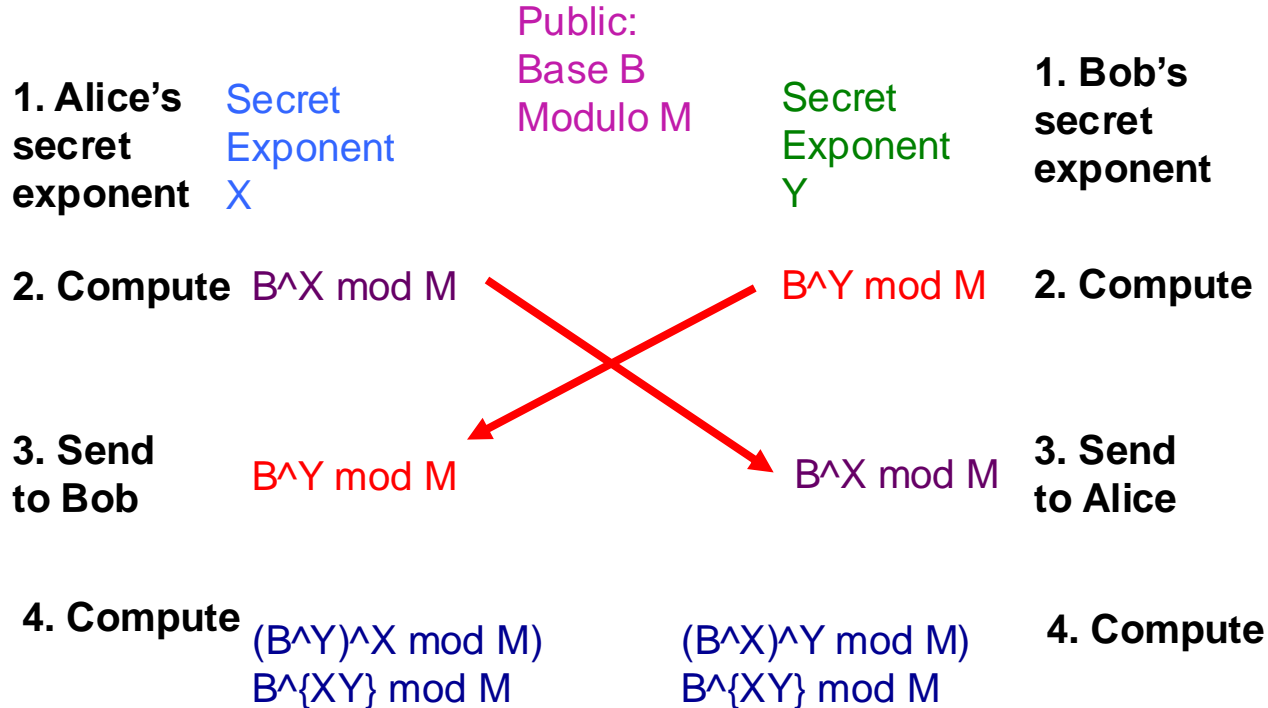 Public:
Base B
Modulo M
1. Alice's
secret
exponent
Secret
Exponent
X
Secret
Exponent
Y
1. Bob's
secret
exponent
2. Compute
B^X mod M
B^Y mod M
2. Compute
3. Send
to Bob
B^Y mod M
B^X mod M
3. Send
to Alice
4. Compute
(B^Y)^X mod M)
B^{XY} mod M
(B^X)^Y mod M)
B^{XY} mod M
4. Compute